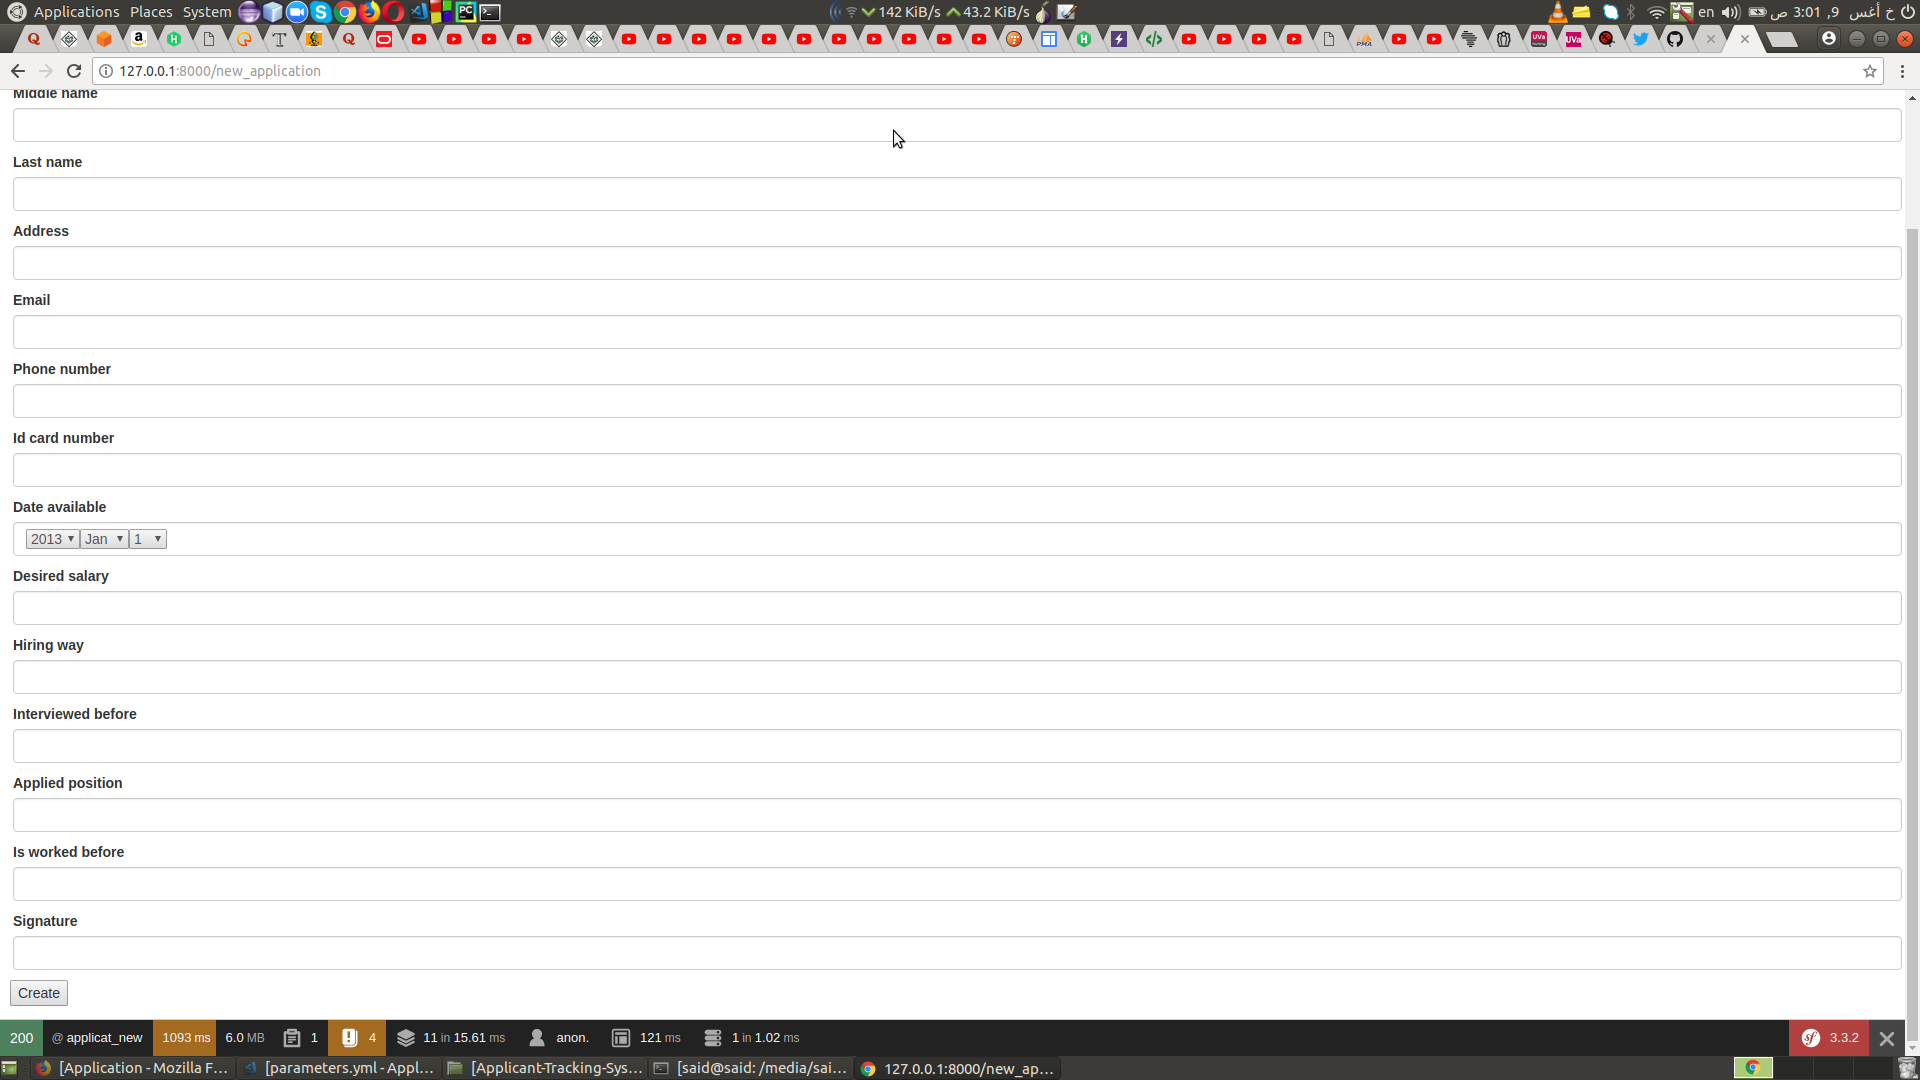 Applications Places System
142 KiB/s 43.2 KiB/s
en
خ أغس 9, 3:01 ص
127.0.0.1:8000/new_application
Middle name
Last name
Address
Email
Phone number
Id card number
Date available
2013 Jan 1
Desired salary
Hiring way
Interviewed before
Applied position
Is worked before
Signature
Create
200 @ applicat_new 1093 ms 6.0 MB 1 4 11 in 15.61 ms anon. 121 ms 1 in 1.02 ms 3.3.2
[Application - Mozilla F... [parameters.yml - Appl... [Applicant-Tracking-Sys... [said@said: /media/sai... 127.0.0.1:8000/new_ap...